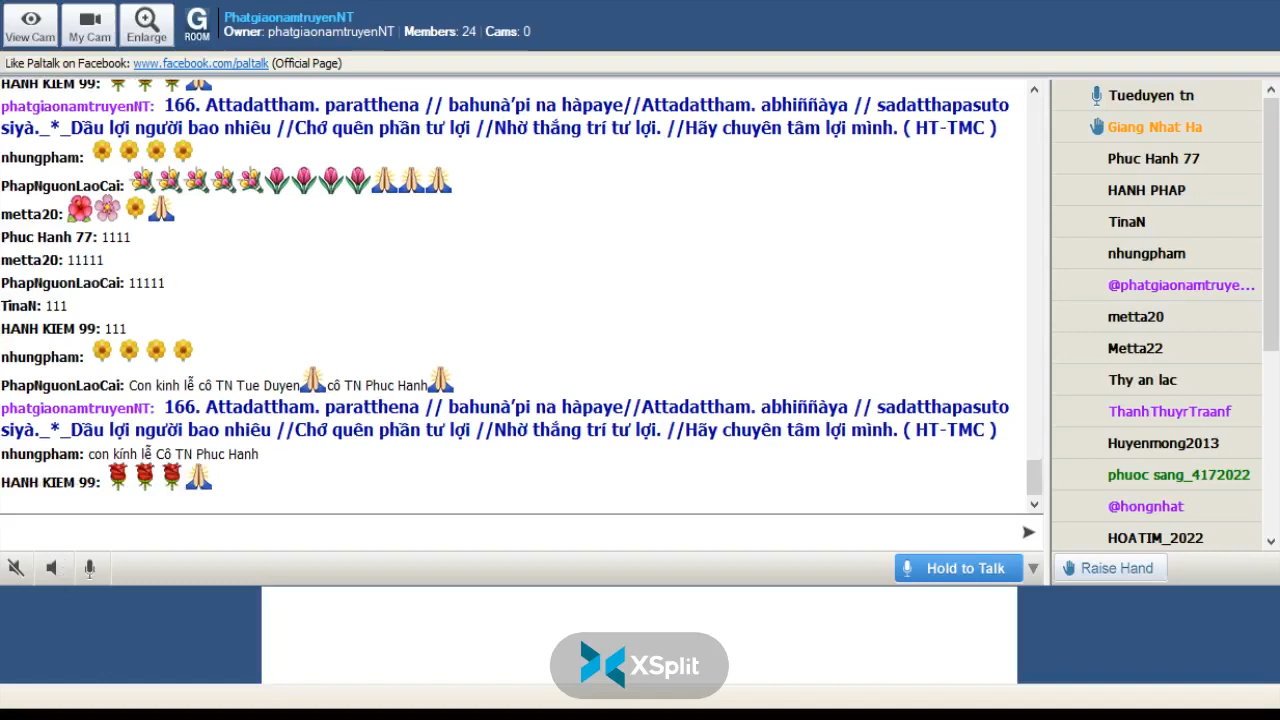 View Cam
My Cam
Enlarge
G
ROOM
PhatgiaonamtruyenNT
Owner: phatgiaonamtruyenNT Members: 24 Cams: 0
Like Paltalk on Facebook: www.facebook.com/paltalk (Official Page)
HANH KIEM 99:
phatgiaonamtruyenNT: 166. Attadattham. paratthena // bahunà'pi na hàpaye//Attadattham. abhiññàya // sadatthapasuto
siyà._*_Dầu lợi người bao nhiêu //Chớ quên phần tư lợi //Nhờ thắng trí tư lợi. //Hãy chuyên tâm lợi mình. ( HT-TMC )
nhungpham:
PhapNguonLaoCai:
metta20:
Phuc Hanh 77: 1111
metta20: 11111
PhapNguonLaoCai: 11111
TinaN: 111
HANH KIEM 99: 111
nhungpham:
PhapNguonLaoCai: Con kinh lễ cô TN Tue Duyen cô TN Phuc Hanh
phatgiaonamtruyenNT: 166. Attadattham. paratthena // bahunà'pi na hàpaye//Attadattham. abhiññàya // sadatthapasuto
siyà._*_Dầu lợi người bao nhiêu //Chớ quên phần tư lợi //Nhờ thắng trí tư lợi. //Hãy chuyên tâm lợi mình. ( HT-TMC )
nhungpham: con kính lễ Cô TN Phuc Hanh
HANH KIEM 99:
Tueduyen tn
Giang Nhat Ha
Phuc Hanh 77
HANH PHAP
TinaN
nhungpham
@phatgiaonamtruye...
metta20
Metta22
Thy an lac
ThanhThuyrTraanf
Huyenmong2013
phuoc sang_4172022
@hongnhat
HOATIM_2022
Hold to Talk
Raise Hand
XSplit